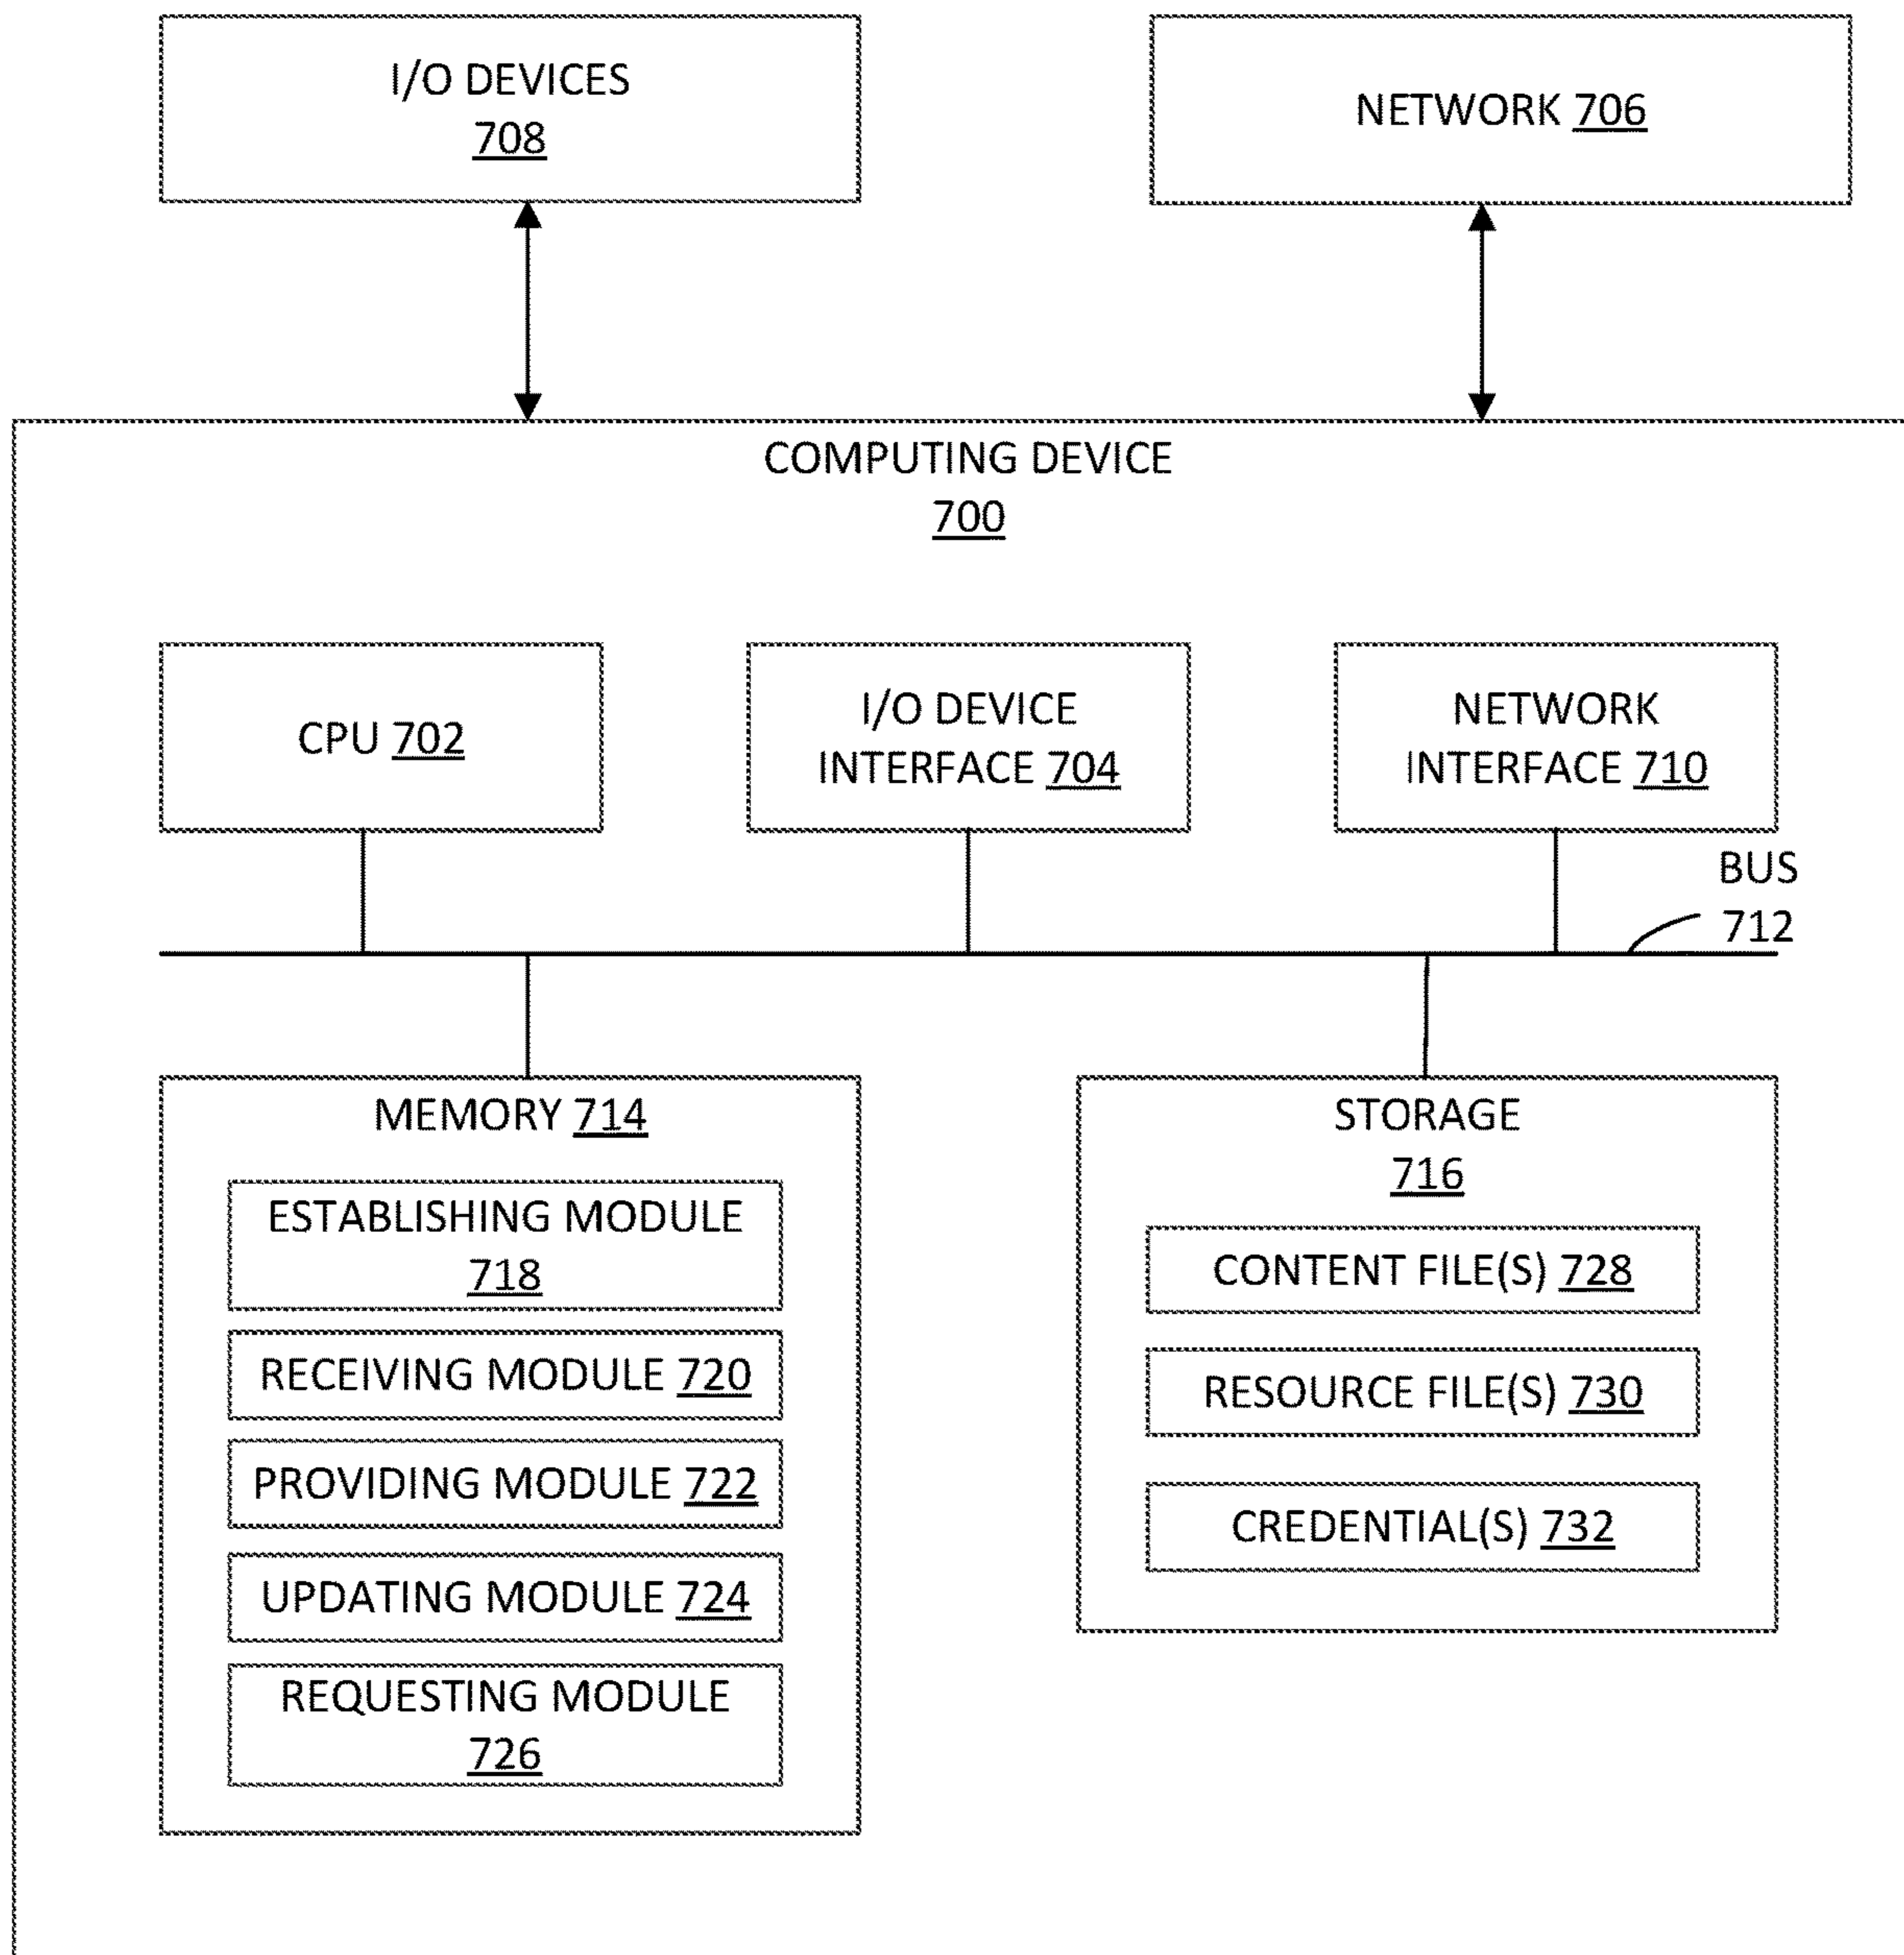 I/O DEVICES
708
NETWORK 706
COMPUTING DEVICE
700
CPU 702
I/O DEVICE
INTERFACE 704
NETWORK
INTERFACE 710
BUS
712
MEMORY 714
ESTABLISHING MODULE
718
RECEIVING MODULE 720
PROVIDING MODULE 722
UPDATING MODULE 724
REQUESTING MODULE
726
STORAGE
716
CONTENT FILE(S) 728
RESOURCE FILE(S) 730
CREDENTIAL(S) 732